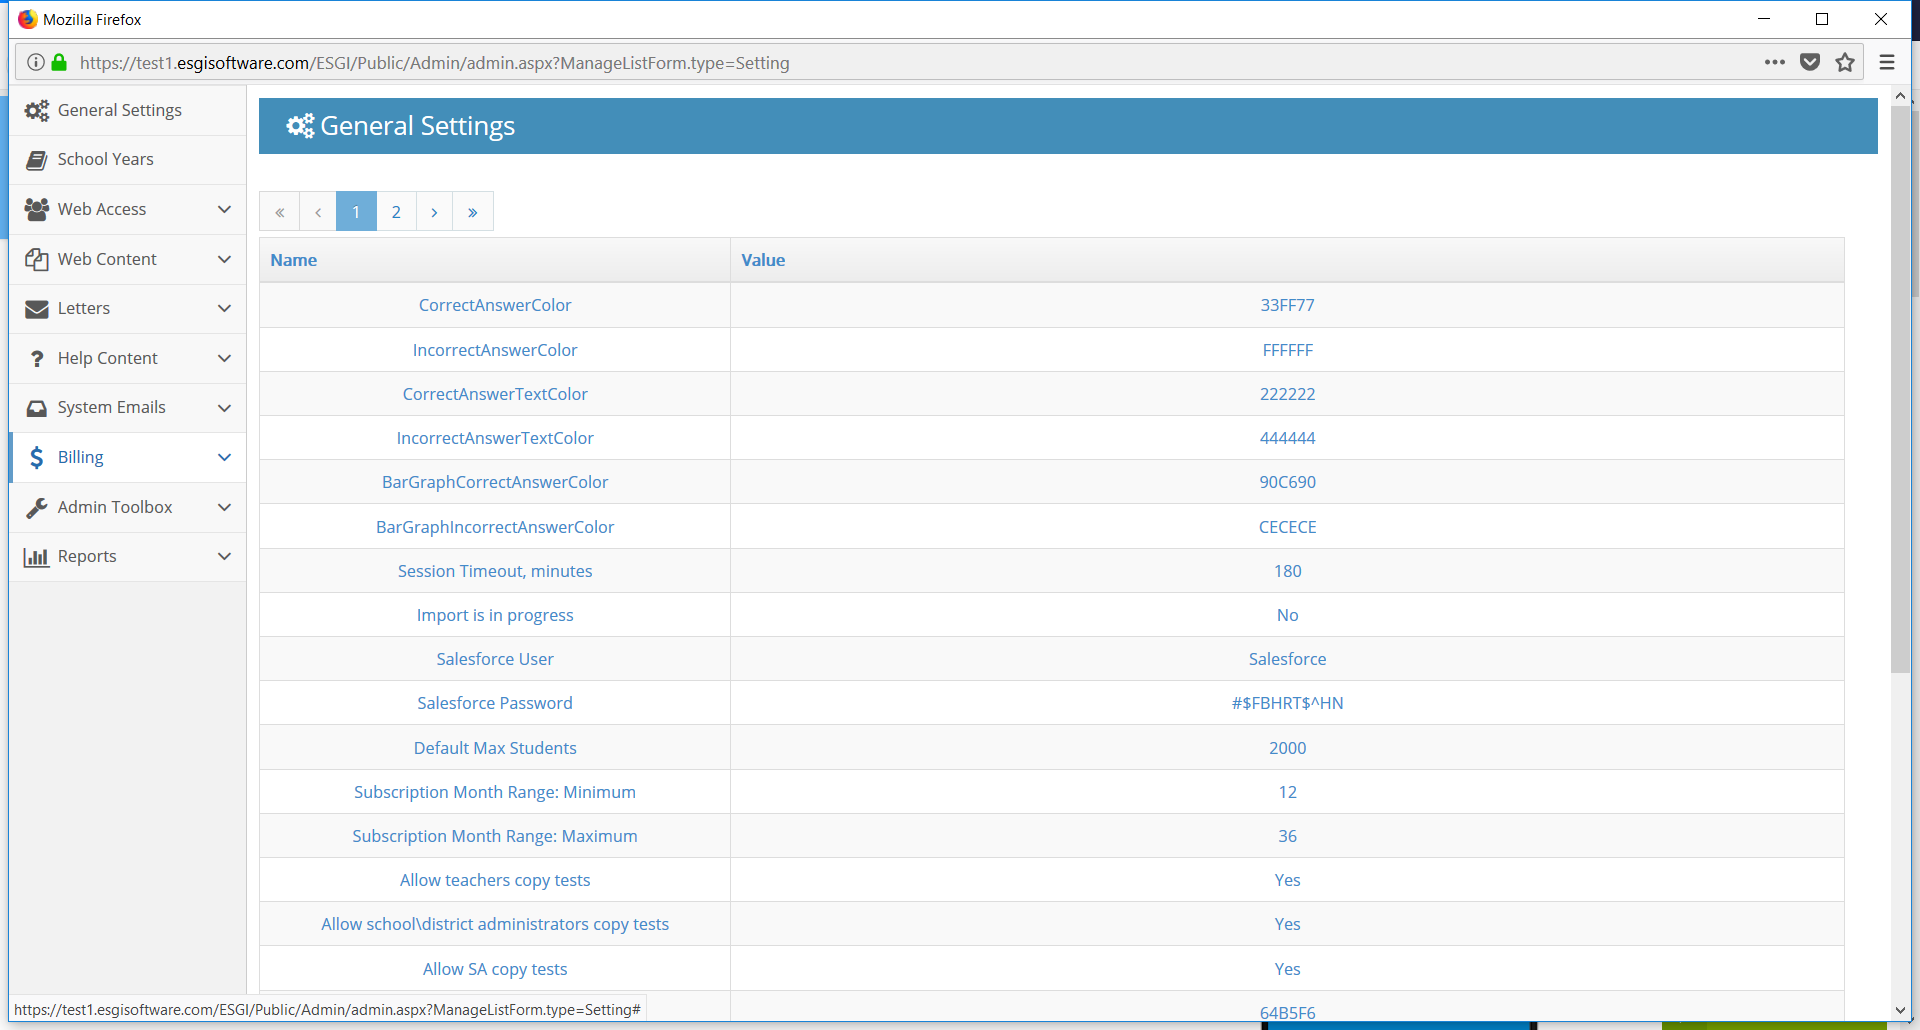 Mozilla Firefox
https://test1.esgisoftware.com/ESGI/Public/Admin/admin.aspx?ManageListForm.type=Setting
General Settings
School Years
Web Access
Web Content
Letters
Help Content
System Emails
Billing
Admin Toolbox
Reports
General Settings
« ‹ 1 2 › »
Name Value
CorrectAnswerColor 33FF77
IncorrectAnswerColor FFFFFF
CorrectAnswerTextColor 222222
IncorrectAnswerTextColor 444444
BarGraphCorrectAnswerColor 90C690
BarGraphIncorrectAnswerColor CECECE
Session Timeout, minutes 180
Import is in progress No
Salesforce User Salesforce
Salesforce Password #$FBHRT$^HN
Default Max Students 2000
Subscription Month Range: Minimum 12
Subscription Month Range: Maximum 36
Allow teachers copy tests Yes
Allow school\district administrators copy tests Yes
Allow SA copy tests Yes
64B5F6
https://test1.esgisoftware.com/ESGI/Public/Admin/admin.aspx?ManageListForm.type=Setting#